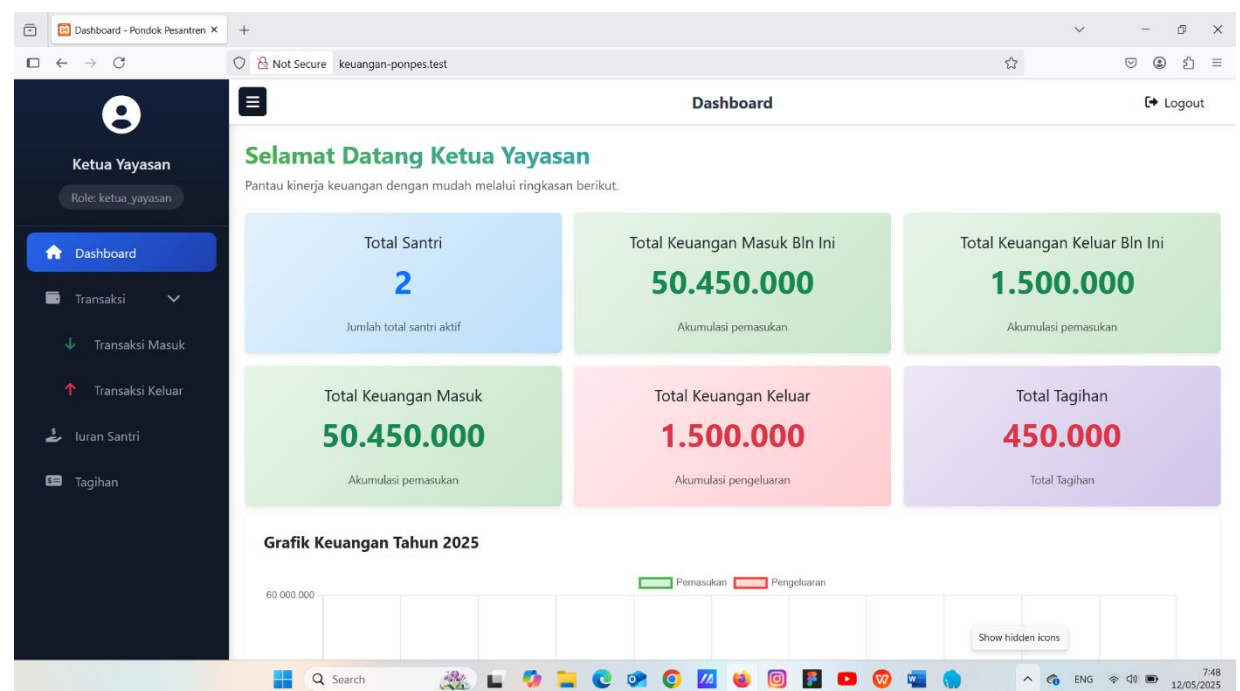 Dashboard - Pondok Pesantren
Not Secure keuangan-ponpes.test
Dashboard
Logout
Ketua Yayasan
Role: ketua_yayasan
Dashboard
Transaksi
Transaksi Masuk
Transaksi Keluar
Iuran Santri
Tagihan
Selamat Datang Ketua Yayasan
Pantau kinerja keuangan dengan mudah melalui ringkasan berikut.
Total Santri
2
Jumlah total santri aktif
Total Keuangan Masuk Bln Ini
50.450.000
Akumulasi pemasukan
Total Keuangan Keluar Bln Ini
1.500.000
Akumulasi pemasukan
Total Keuangan Masuk
50.450.000
Akumulasi pemasukan
Total Keuangan Keluar
1.500.000
Akumulasi pengeluaran
Total Tagihan
450.000
Total Tagihan
Grafik Keuangan Tahun 2025
Pemasukan Pengeluaran
60.000.000
Show hidden icons
Search
ENG
7:48
12/05/2025